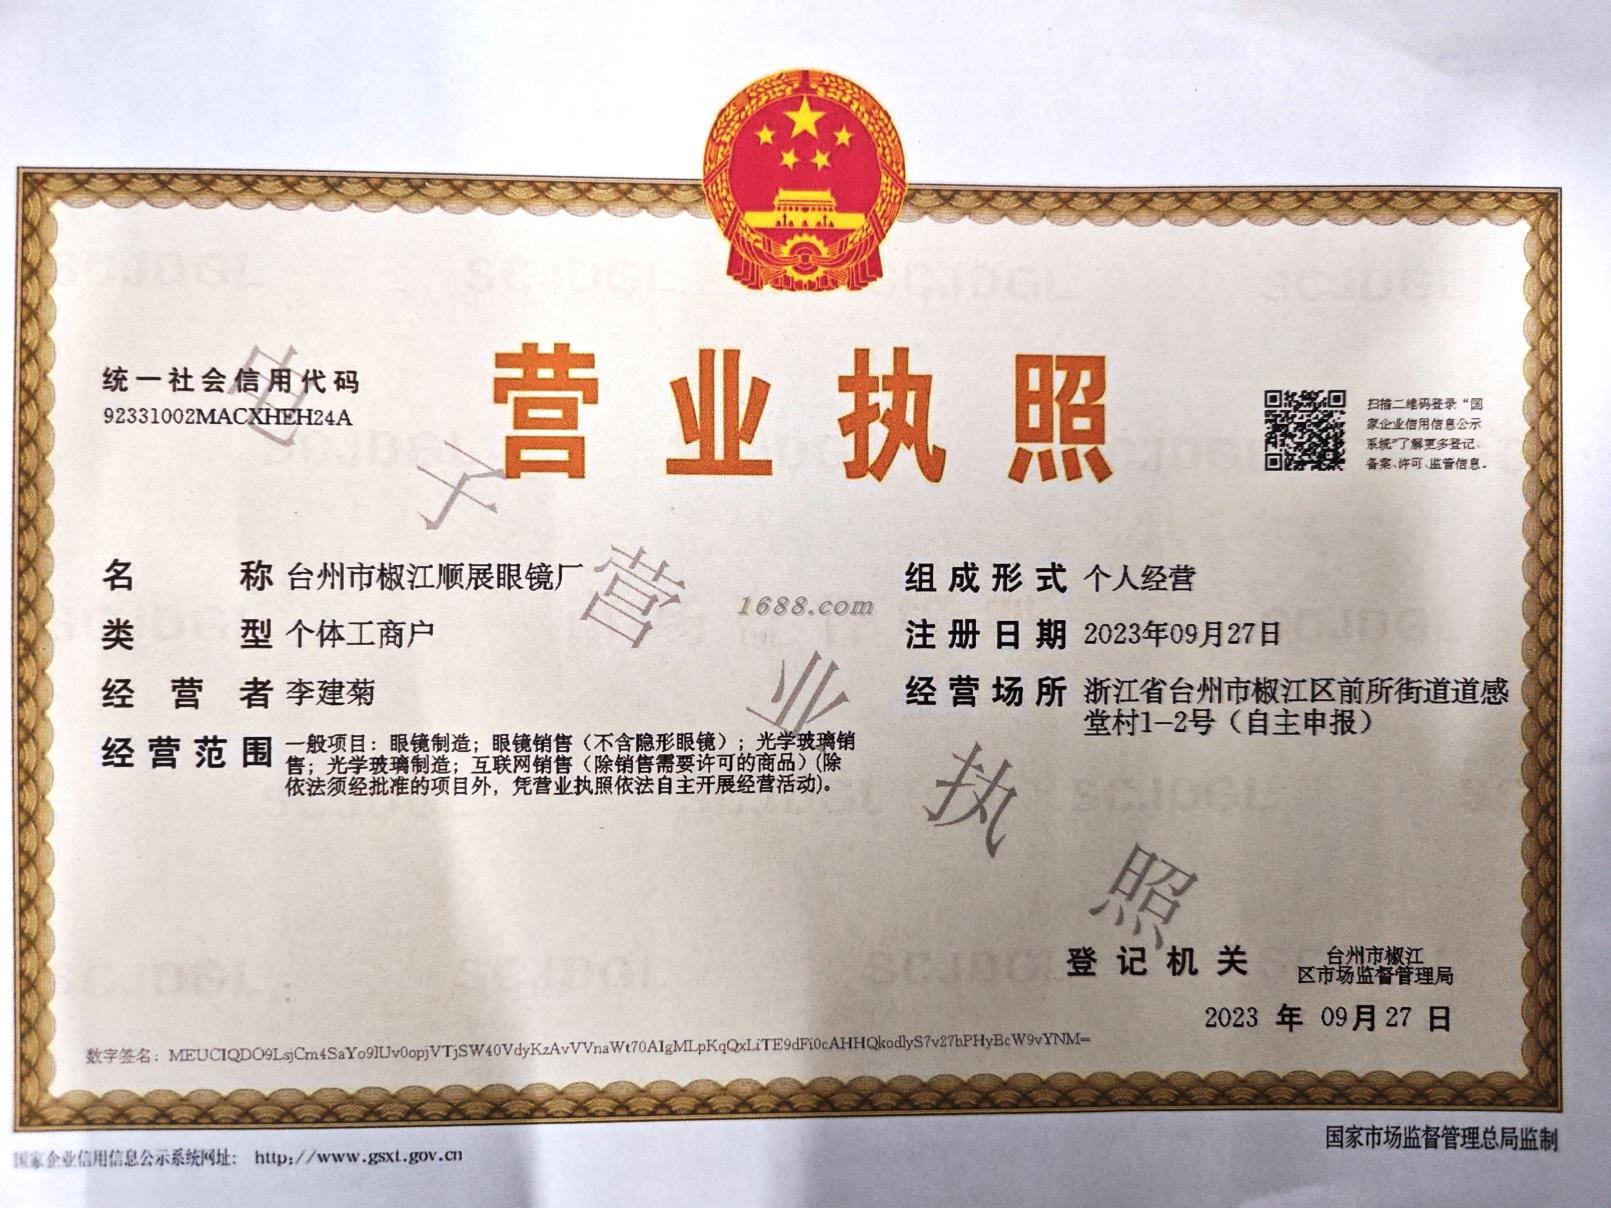 营业执照
统一社会信用代码
92331002MACXHEH24A
扫描二维码登录“国
家企业信用信息公示
系统”了解更多登记、
备案、许可、监管信息。
名称 台州市椒江顺展眼镜厂
类型 个体工商户
经营者 李建菊
经营范围 一般项目：眼镜制造；眼镜销售（不含隐形眼镜）；光学玻璃销
售；光学玻璃制造；互联网销售（除销售需要许可的商品）(除
依法须经批准的项目外，凭营业执照依法自主开展经营活动)。
组成形式 个人经营
注册日期 2023年09月27日
经营场所 浙江省台州市椒江区前所街道道感
堂村1-2号（自主申报）
电子营业执照
1688.com
登记机关 台州市椒江
区市场监督管理局
2023 年 09月27 日
数字签名：MEUCIQDO9LsjCm4SaYo9IUv0opjVTjSW40VdyKzAvVVnaWt70AIgMLpKqQxLiTE9dFi0cAHHQkodlyS7v27bPHyBcW9vYNM=
国家企业信用信息公示系统网址： http://www.gsxt.gov.cn
国家市场监督管理总局监制